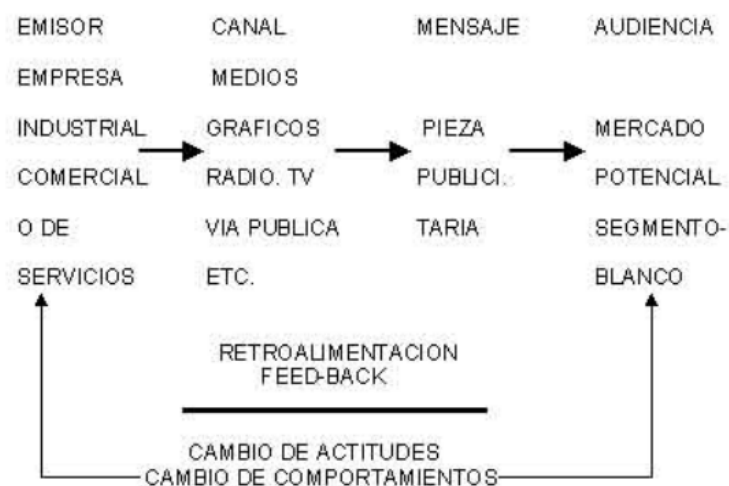 EMISOR CANAL MENSAJE AUDIENCIA
EMPRESA MEDIOS
INDUSTRIAL GRAFICOS PIEZA MERCADO
COMERCIAL RADIO. TV PUBLICI. POTENCIAL
O DE VIA PUBLICA TARIA SEGMENTO-
SERVICIOS ETC. BLANCO
RETROALIMENTACION
FEED-BACK
CAMBIO DE ACTITUDES
CAMBIO DE COMPORTAMIENTOS